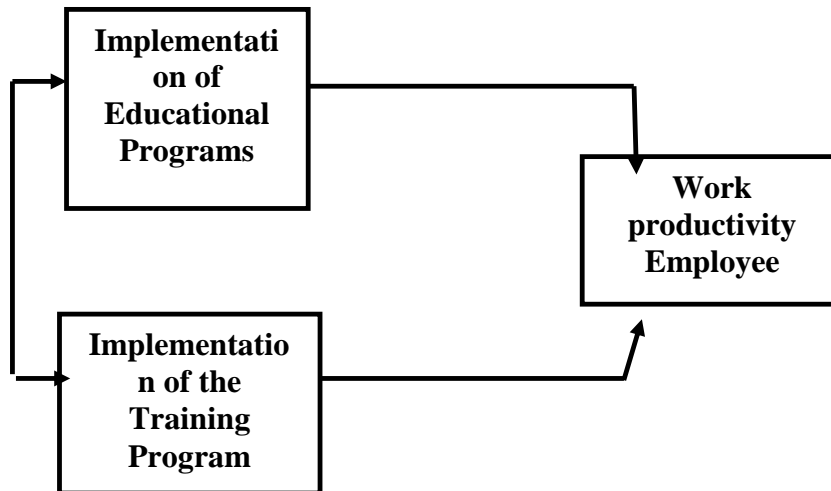 Implementati
on of
Educational
Programs
Work
productivity
Employee
Implementatio
n of the
Training
Program